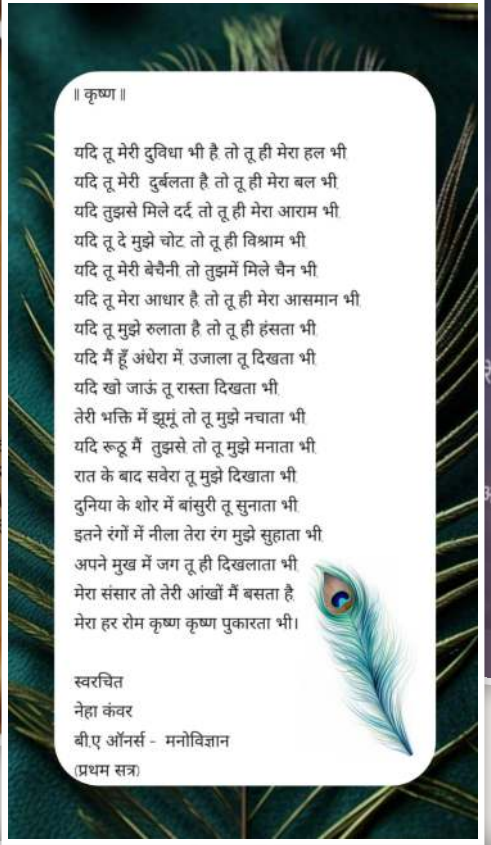 ॥ कृष्ण ॥
यदि तू मेरी दुविधा भी है, तो तू ही मेरा हल भी,
यदि तू मेरी दुर्बलता है, तो तू ही मेरा बल भी,
यदि तुझसे मिले दर्द, तो तू ही मेरा आराम भी,
यदि तू दे मुझे चोट, तो तू ही विश्राम भी,
यदि तू मेरी बेचैनी, तो तुझमें मिले चैन भी,
यदि तू मेरा आधार है, तो तू ही मेरा आसमान भी,
यदि तू मुझे रुलाता है, तो तू ही हंसता भी,
यदि मैं हूँ अंधेरा में, उजाला तू दिखता भी,
यदि खो जाऊं तू रास्ता दिखता भी,
तेरी भक्ति में झूमूं तो तू मुझे नचाता भी,
यदि रूठू मैं तुझसे, तो तू मुझे मनाता भी,
रात के बाद सवेरा तू मुझे दिखाता भी,
दुनिया के शोर में बांसुरी तू सुनाता भी,
इतने रंगों में नीला तेरा रंग मुझे सुहाता भी,
अपने मुख में जग तू ही दिखलाता भी,
मेरा संसार तो तेरी आंखों मैं बसता है,
मेरा हर रोम कृष्ण कृष्ण पुकारता भी।
स्वरचित
नेहा कंवर
बी.ए ऑनर्स - मनोविज्ञान
(प्रथम सत्र)